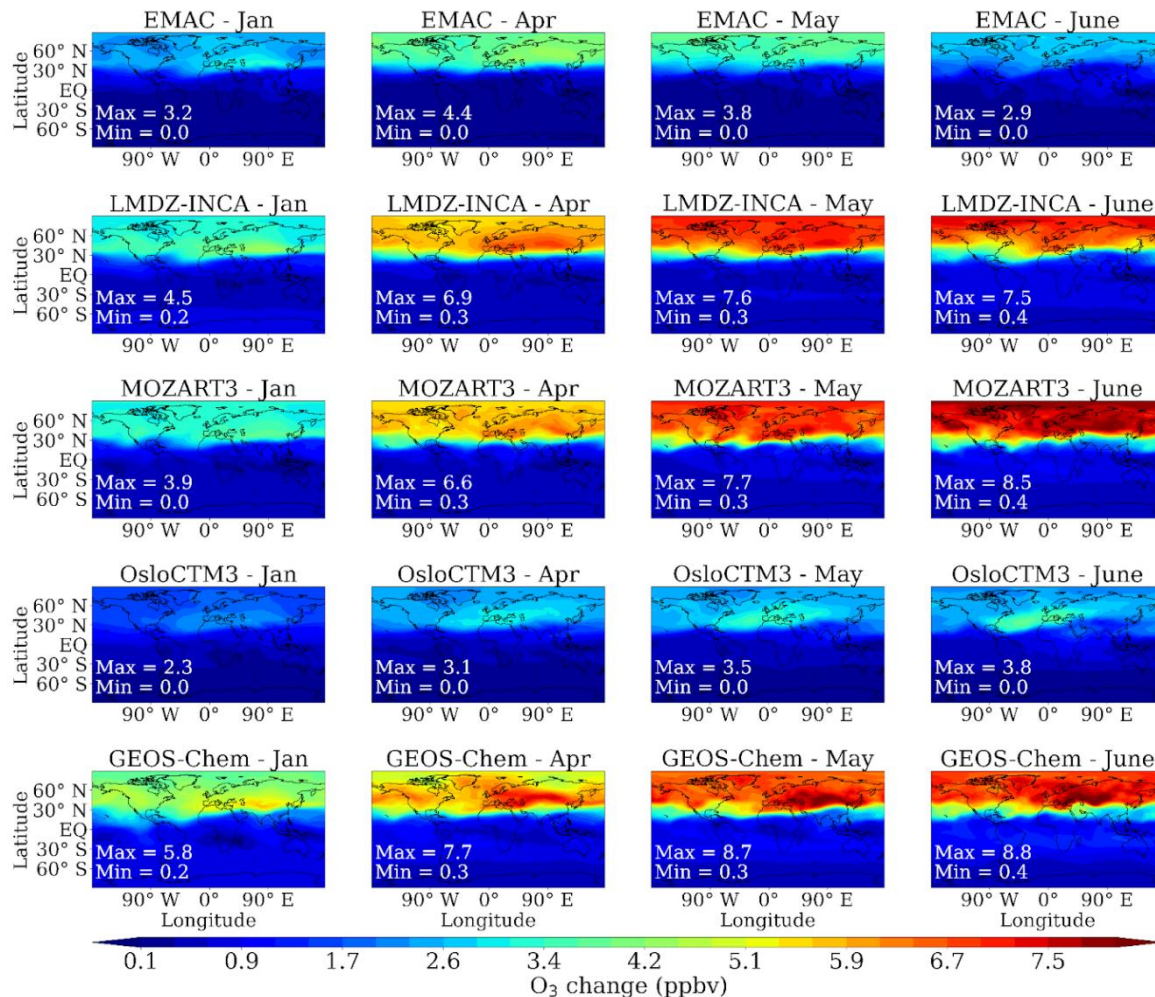 EMAC - Jan EMAC - Apr EMAC - May EMAC - June
Latitude
60° N
30° N
EQ
30° S
60° S
Max = 3.2 Max = 4.4 Max = 3.8 Max = 2.9
Min = 0.0 Min = 0.0 Min = 0.0 Min = 0.0
90° W 0° 90° E 90° W 0° 90° E 90° W 0° 90° E 90° W 0° 90° E
LMDZ-INCA - Jan LMDZ-INCA - Apr LMDZ-INCA - May LMDZ-INCA - June
Latitude
60° N
30° N
EQ
30° S
60° S
Max = 4.5 Max = 6.9 Max = 7.6 Max = 7.5
Min = 0.2 Min = 0.3 Min = 0.3 Min = 0.4
90° W 0° 90° E 90° W 0° 90° E 90° W 0° 90° E 90° W 0° 90° E
MOZART3 - Jan MOZART3 - Apr MOZART3 - May MOZART3 - June
Latitude
60° N
30° N
EQ
30° S
60° S
Max = 3.9 Max = 6.6 Max = 7.7 Max = 8.5
Min = 0.0 Min = 0.3 Min = 0.3 Min = 0.4
90° W 0° 90° E 90° W 0° 90° E 90° W 0° 90° E 90° W 0° 90° E
OsloCTM3 - Jan OsloCTM3 - Apr OsloCTM3 - May OsloCTM3 - June
Latitude
60° N
30° N
EQ
30° S
60° S
Max = 2.3 Max = 3.1 Max = 3.5 Max = 3.8
Min = 0.0 Min = 0.0 Min = 0.0 Min = 0.0
90° W 0° 90° E 90° W 0° 90° E 90° W 0° 90° E 90° W 0° 90° E
GEOS-Chem - Jan GEOS-Chem - Apr GEOS-Chem - May GEOS-Chem - June
Latitude
60° N
30° N
EQ
30° S
60° S
Max = 5.8 Max = 7.7 Max = 8.7 Max = 8.8
Min = 0.2 Min = 0.3 Min = 0.3 Min = 0.4
90° W 0° 90° E 90° W 0° 90° E 90° W 0° 90° E 90° W 0° 90° E
Longitude Longitude Longitude Longitude
0.1 0.9 1.7 2.6 3.4 4.2 5.1 5.9 6.7 7.5
O₃ change (ppbv)